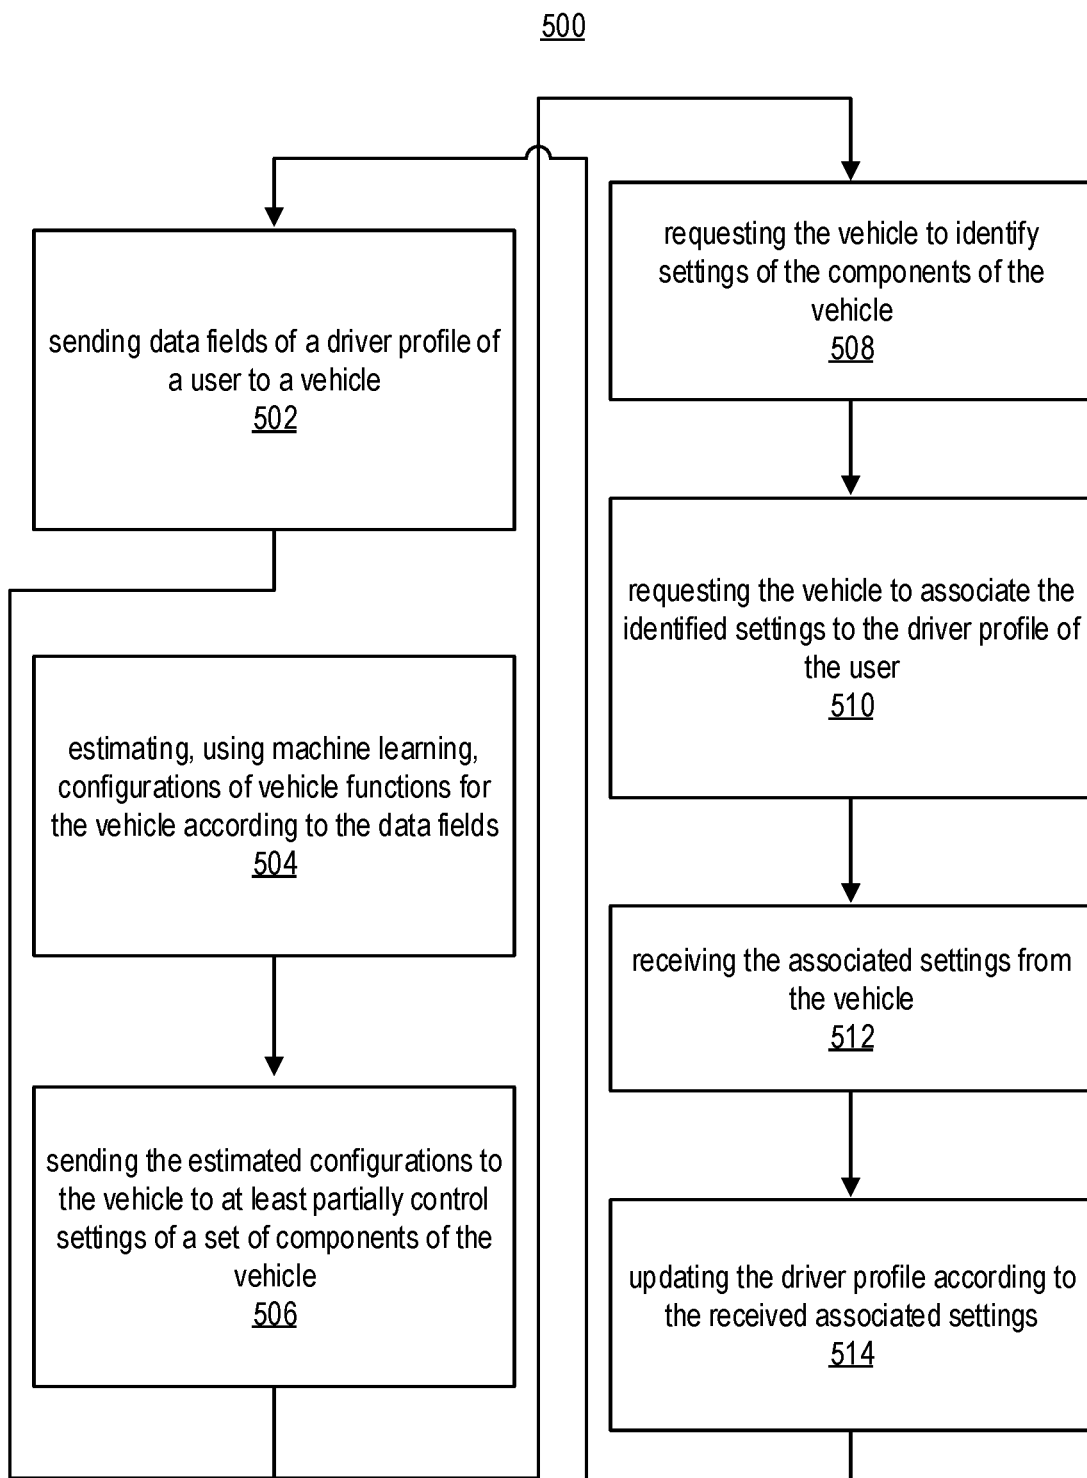 500
sending data fields of a driver profile of
a user to a vehicle
502
estimating, using machine learning,
configurations of vehicle functions for
the vehicle according to the data fields
504
sending the estimated configurations to
the vehicle to at least partially control
settings of a set of components of the
vehicle
506
requesting the vehicle to identify
settings of the components of the
vehicle
508
requesting the vehicle to associate the
identified settings to the driver profile of
the user
510
receiving the associated settings from
the vehicle
512
updating the driver profile according to
the received associated settings
514